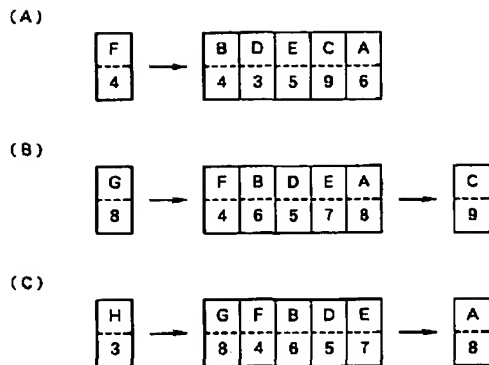 (A)
F B D E C A
4 4 3 5 9 6
(B)
G F B D E A C
8 4 6 5 7 8 9
(C)
H G F B D E A
3 8 4 6 5 7 8